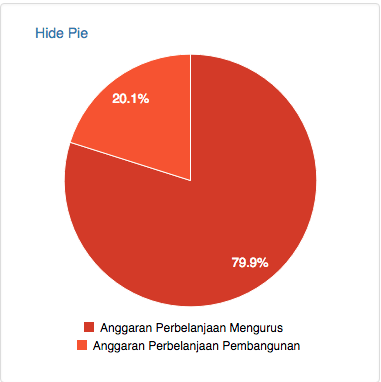 Hide Pie
20.1%
79.9%
Anggaran Perbelanjaan Mengurus
Anggaran Perbelanjaan Pembangunan